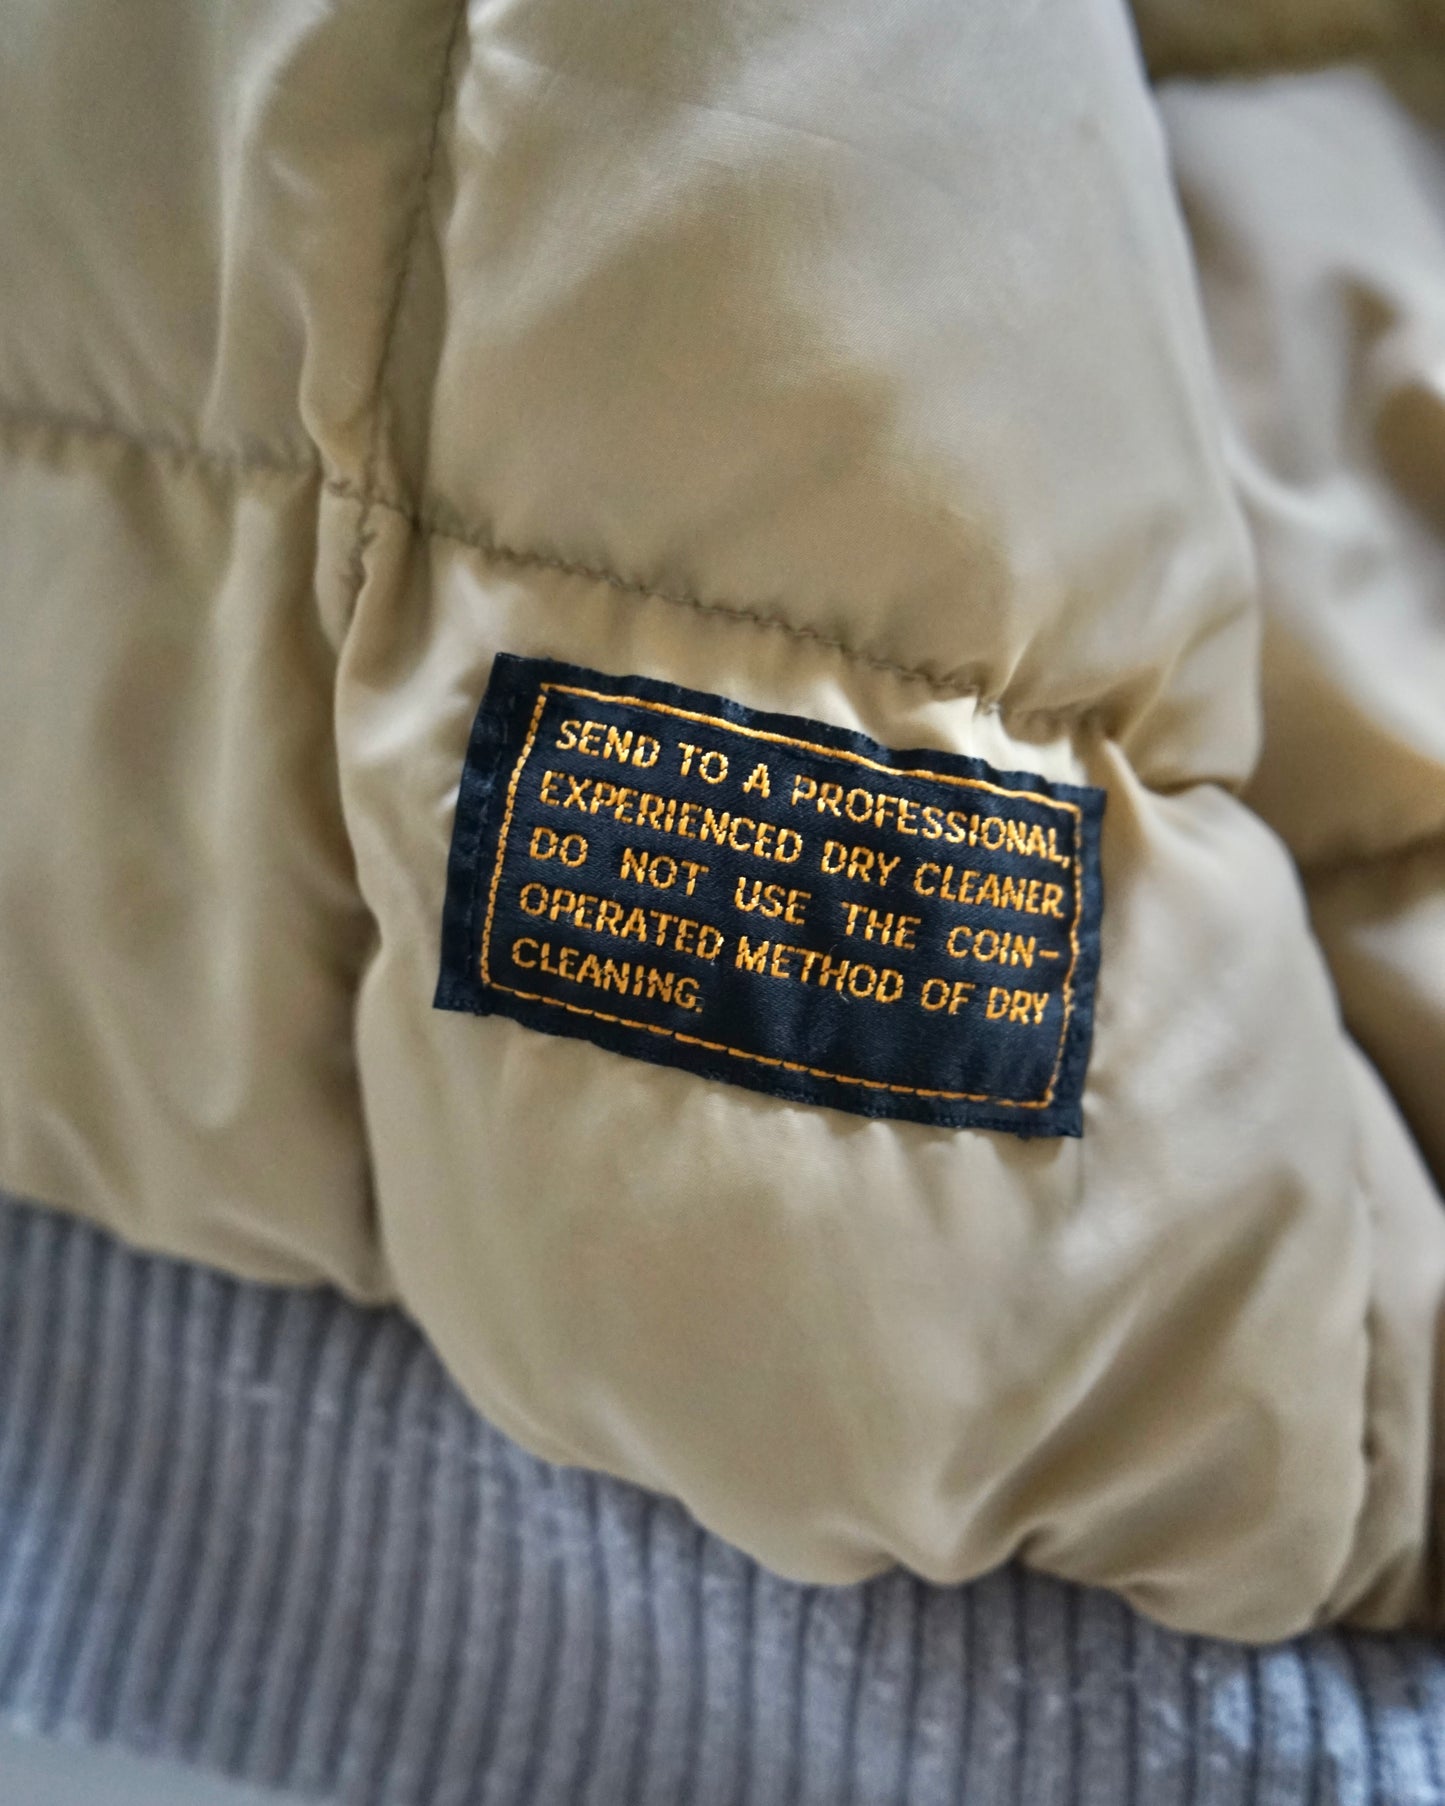 SEND TO A PROFESSIONAL,
EXPERIENCED DRY CLEANER
DO NOT USE THE COIN-
OPERATED METHOD OF DRY
CLEANING.